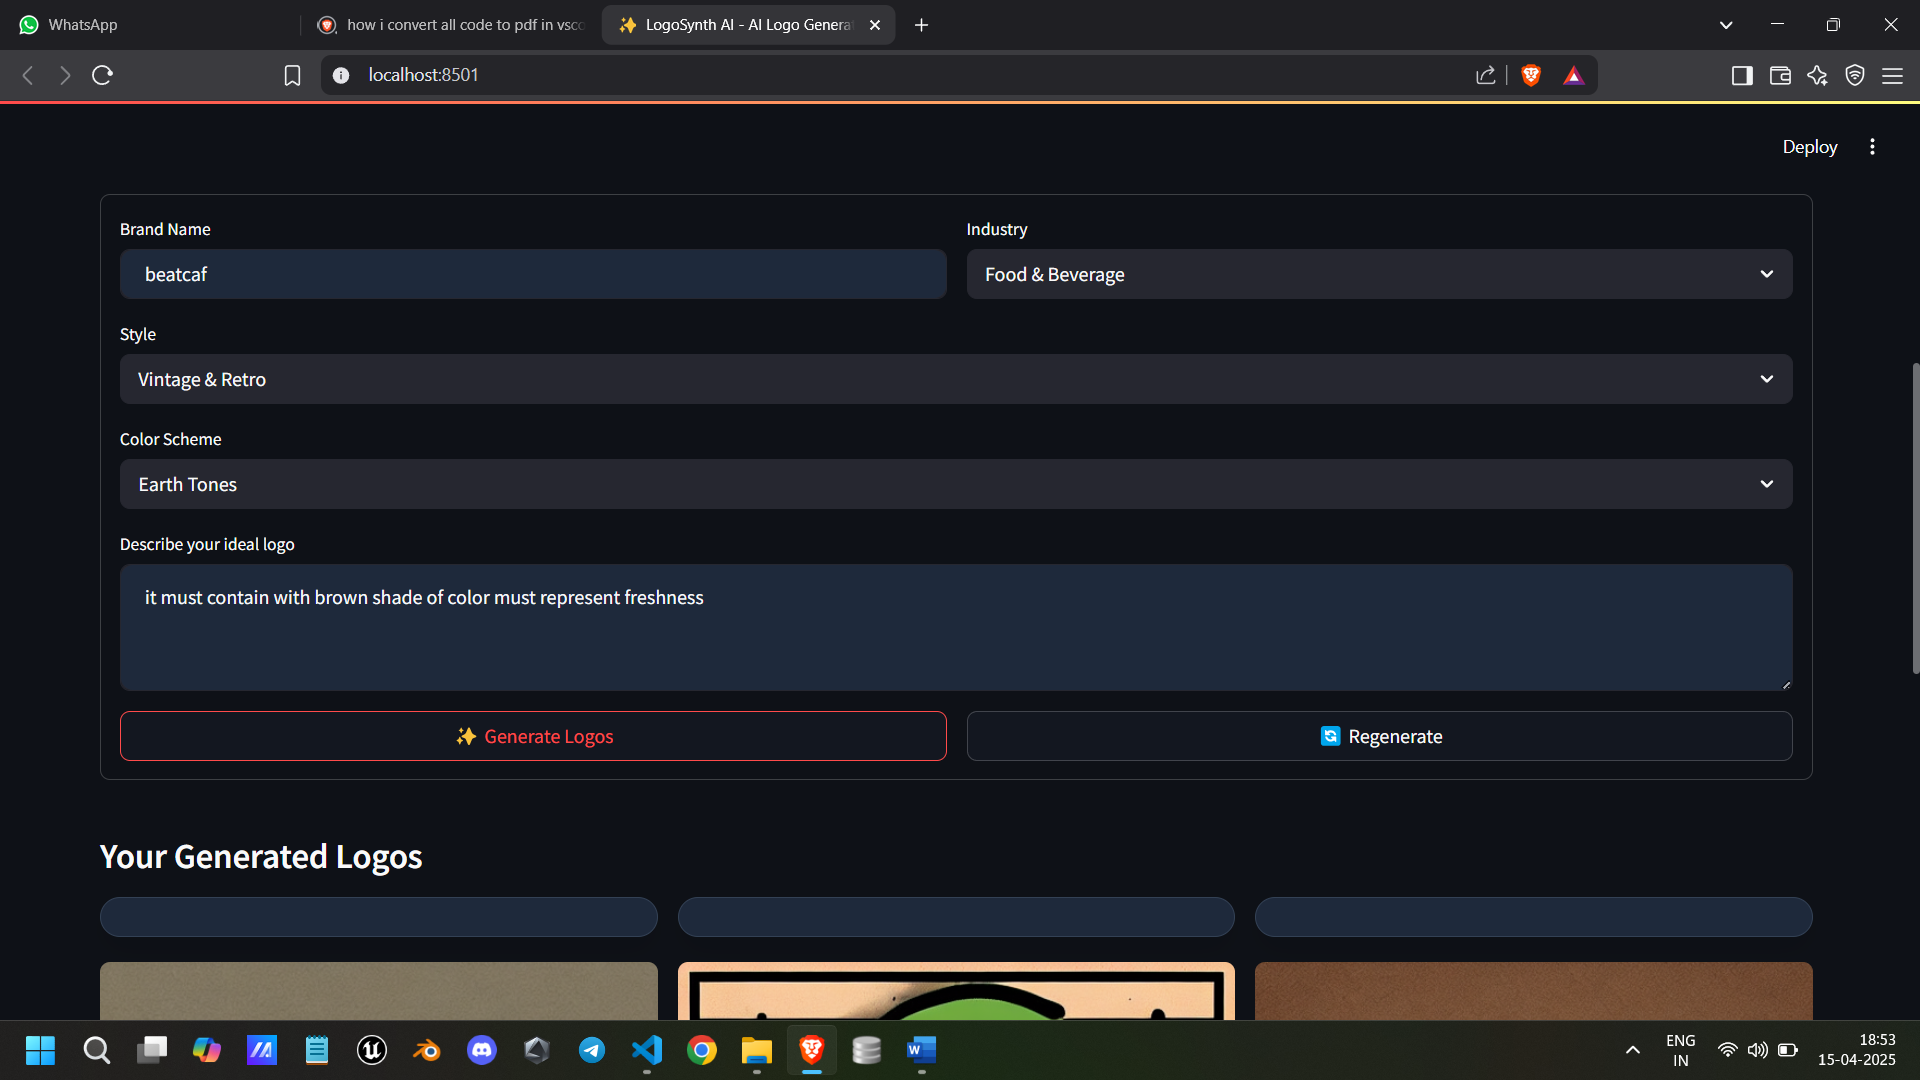 WhatsApp
how i convert all code to pdf in vsco
LogoSynth AI - AI Logo Genera
localhost:8501
Deploy
Brand Name
beatcaf
Industry
Food & Beverage
Style
Vintage & Retro
Color Scheme
Earth Tones
Describe your ideal logo
it must contain with brown shade of color must represent freshness
✨ Generate Logos
🔄 Regenerate
Your Generated Logos
ENG
IN
18:53
15-04-2025